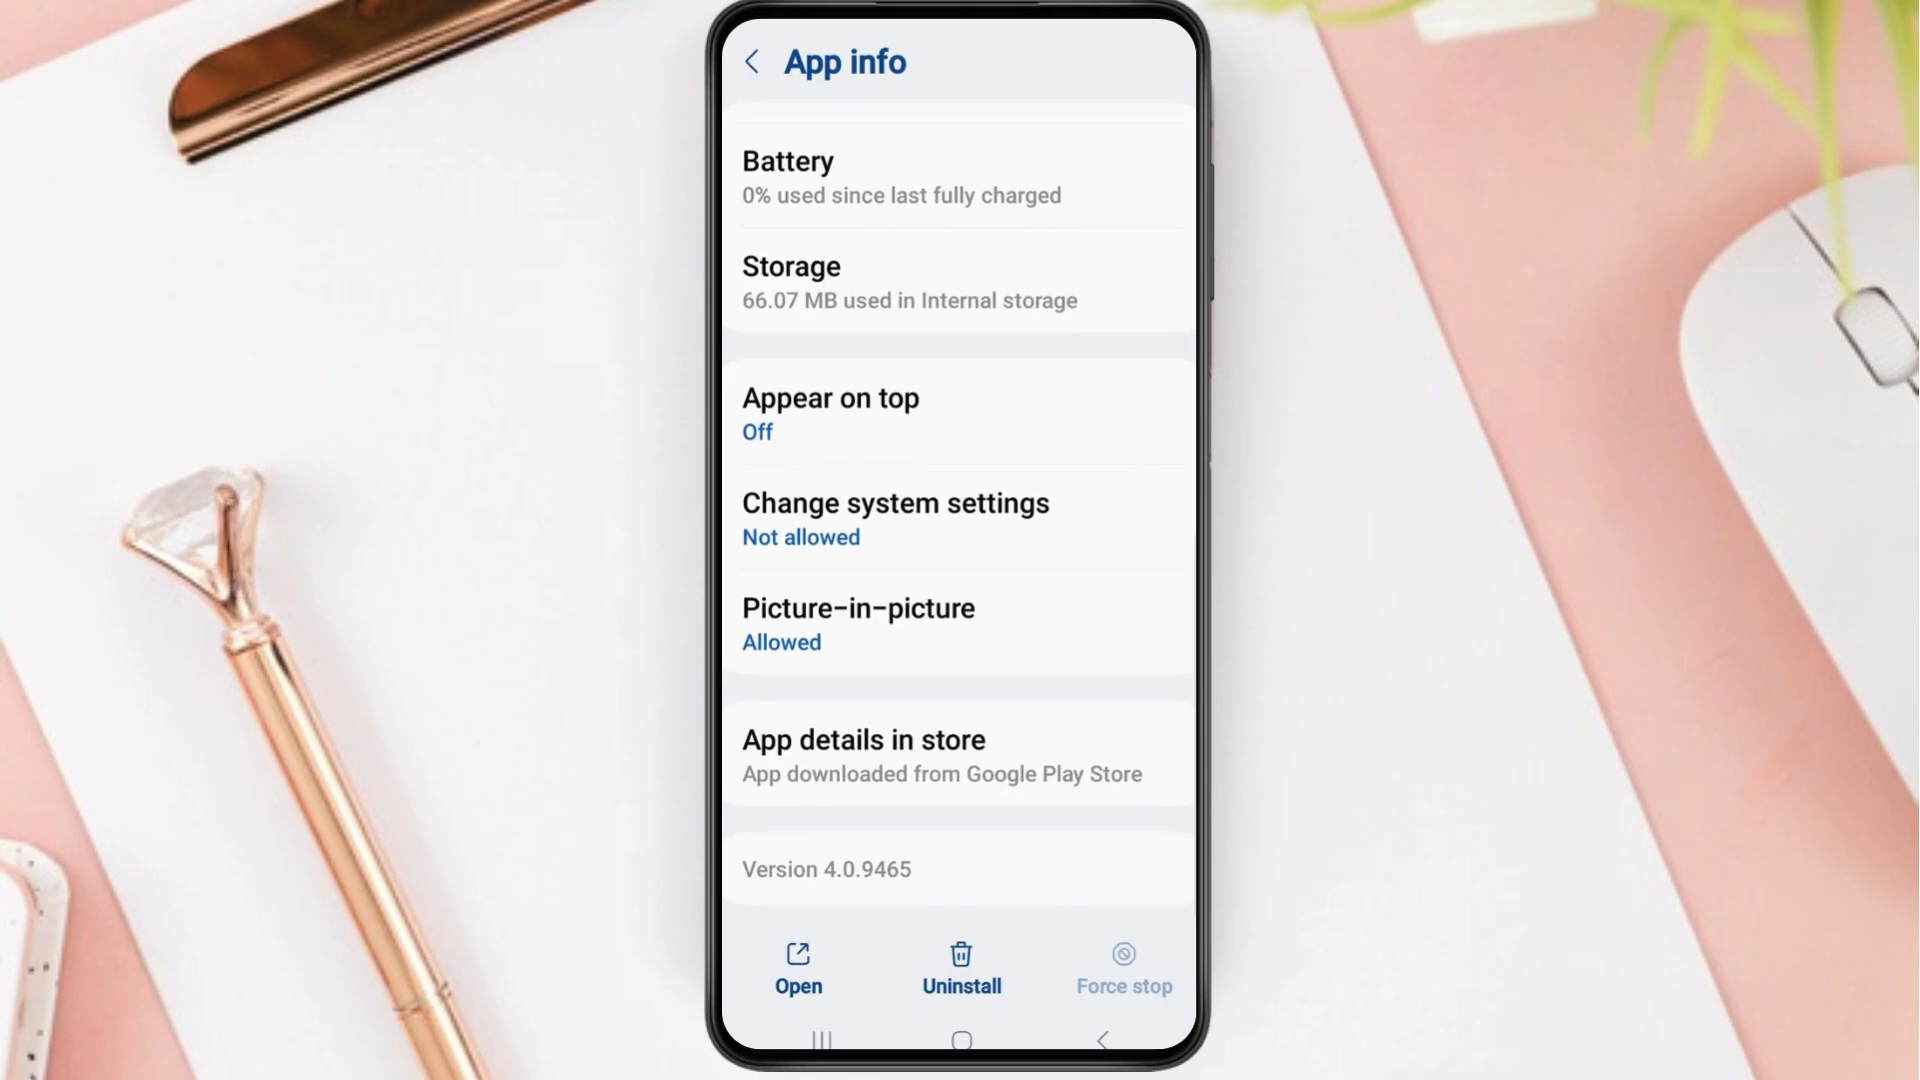 App info
Battery
0% used since last fully charged
Storage
66.07 MB used in Internal storage
Appear on top
Off
Change system settings
Not allowed
Picture-in-picture
Allowed
App details in store
App downloaded from Google Play Store
Version 4.0.9465
Open
Uninstall
Force stop